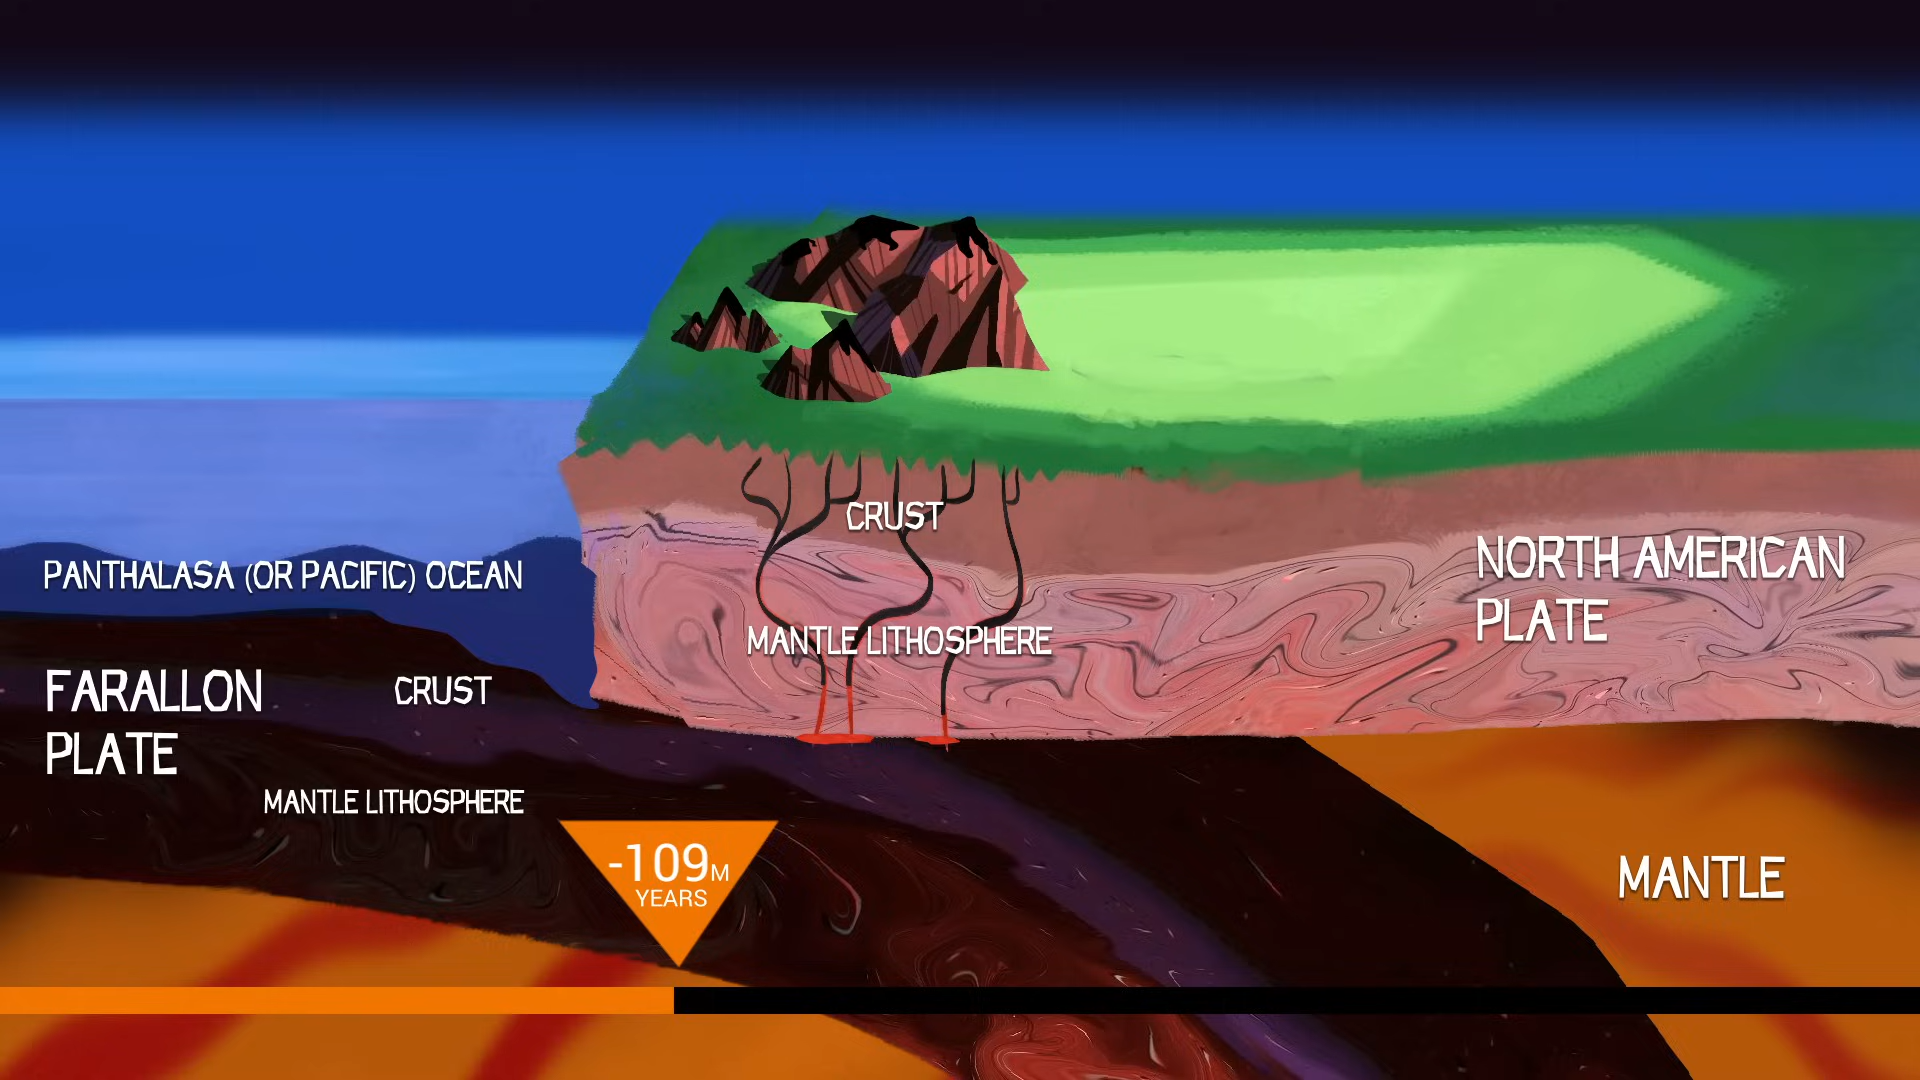 CRUST
NORTH AMERICAN
PLATE
PANTHALASA (OR PACIFIC) OCEAN
MANTLE LITHOSPHERE
FARALLON
PLATE
CRUST
MANTLE LITHOSPHERE
-109M
YEARS
MANTLE